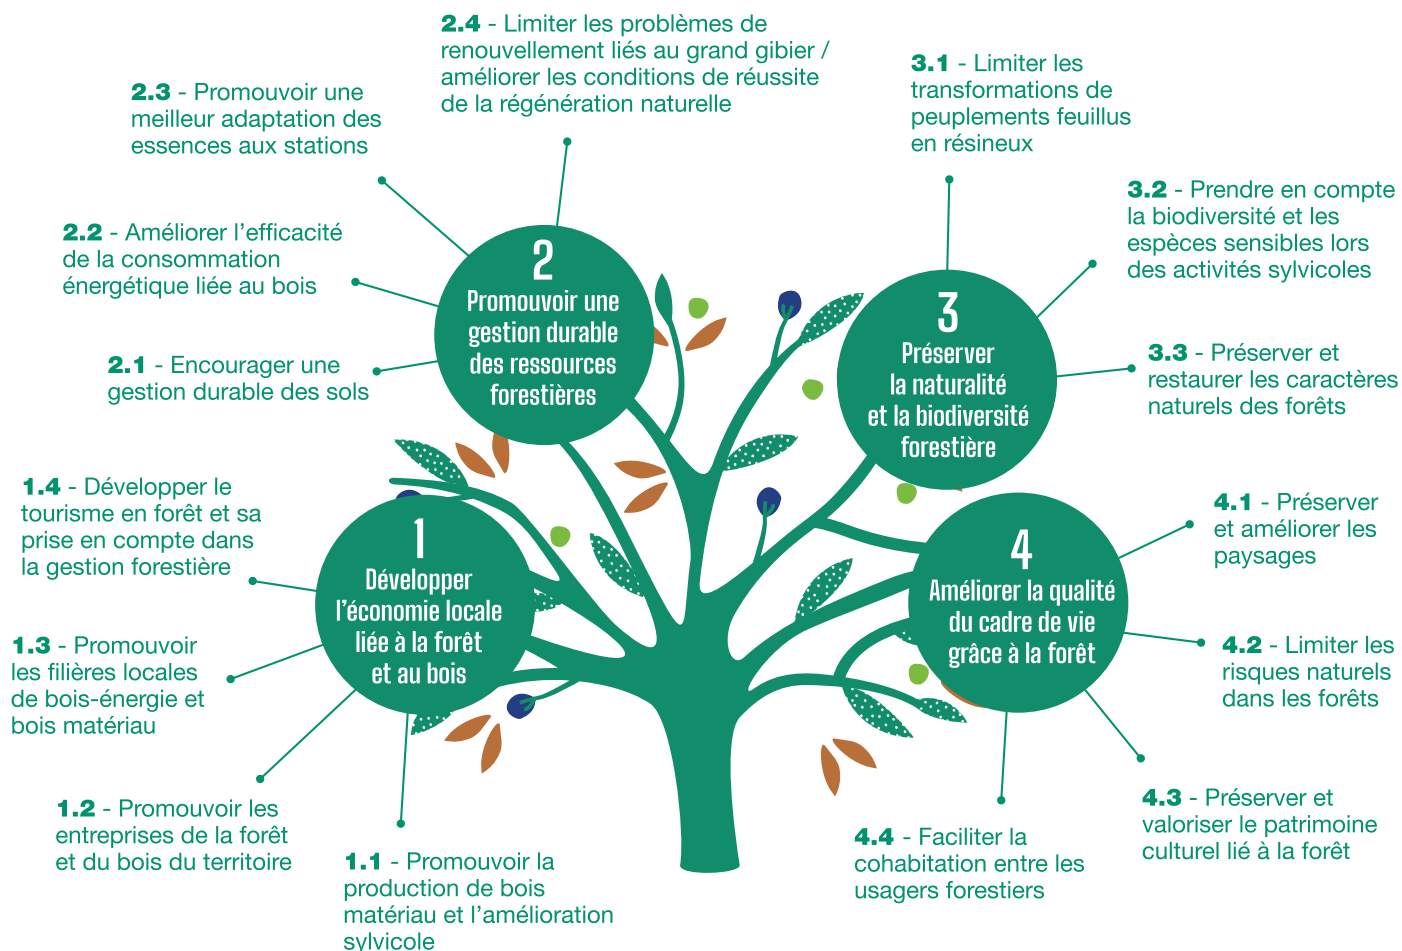 2.4 - Limiter les problèmes de
renouvellement liés au grand gibier /
améliorer les conditions de réussite
de la régénération naturelle
2.3 - Promouvoir une
meilleur adaptation des
essences aux stations
2.2 - Améliorer l’efficacité
de la consommation
énergétique liée au bois
2.1 - Encourager une
gestion durable des sols
2
Promouvoir une
gestion durable
des ressources
forestières
3.1 - Limiter les
transformations de
peuplements feuillus
en résineux
3.2 - Prendre en compte
la biodiversité et les
espèces sensibles lors
des activités sylvicoles
3.3 - Préserver et
restaurer les caractères
naturels des forêts
3
Préserver
la naturalité
et la biodiversité
forestière
1.4 - Développer le
tourisme en forêt et sa
prise en compte dans
la gestion forestière
1.3 - Promouvoir
les filières locales
de bois-énergie et
bois matériau
1.2 - Promouvoir les
entreprises de la forêt
et du bois du territoire
1.1 - Promouvoir la
production de bois
matériau et l’amélioration
sylvicole
1
Développer
l’économie locale
liée à la forêt
et au bois
4
Améliorer la qualité
du cadre de vie
grâce à la forêt
4.1 - Préserver
et améliorer les
paysages
4.2 - Limiter les
risques naturels
dans les forêts
4.3 - Préserver et
valoriser le patrimoine
culturel lié à la forêt
4.4 - Faciliter la
cohabitation entre les
usagers forestiers